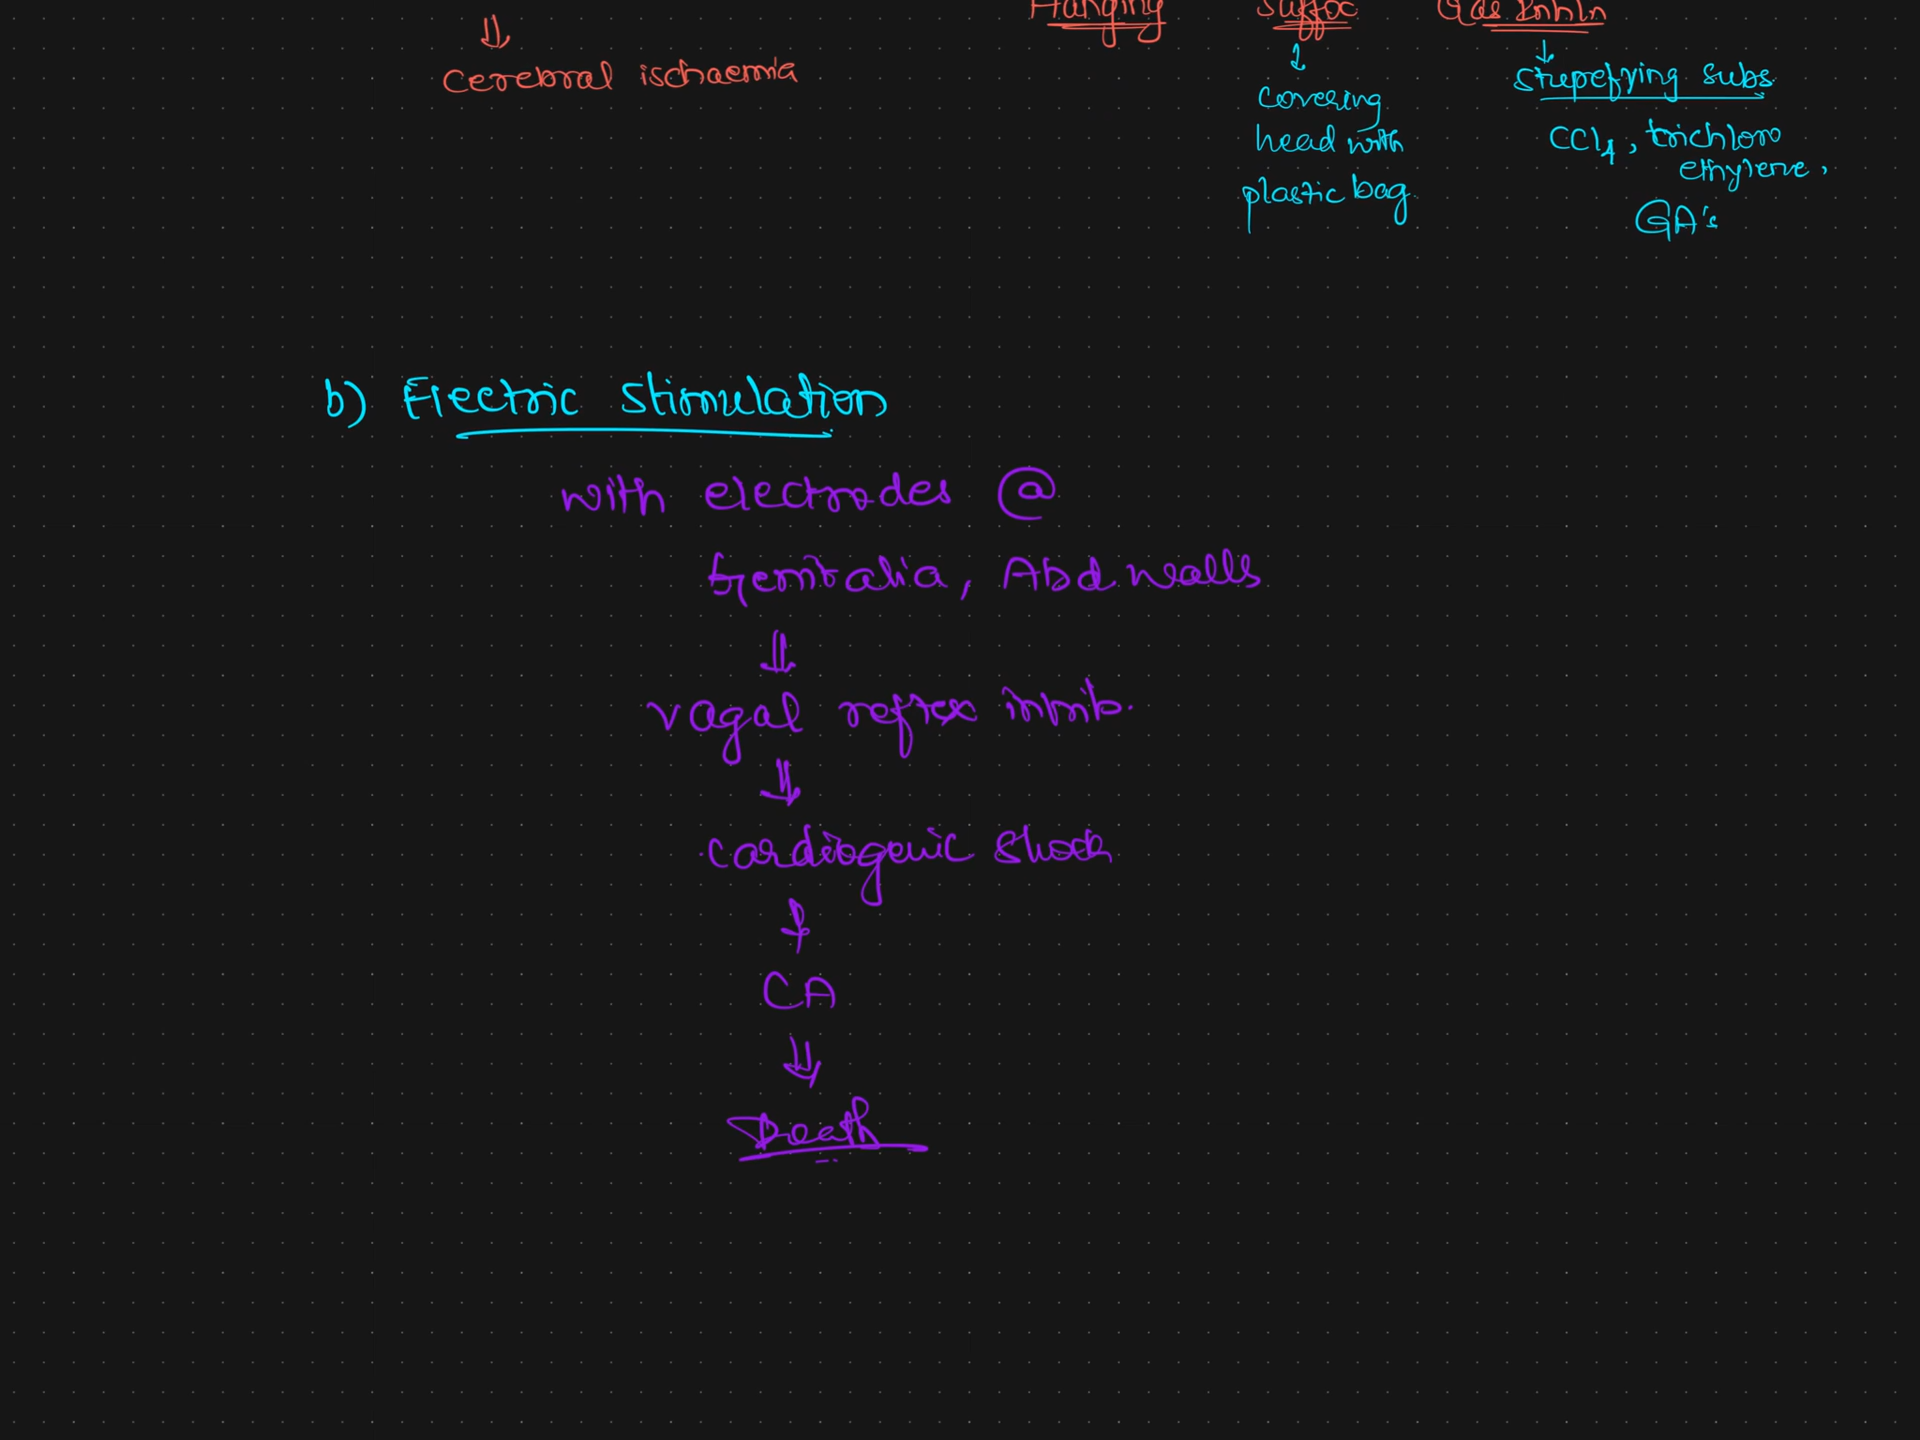 Hanging Suffoc Gas Inhln
⇓ ↓ ↓
cerebral ischaemia
stupefying subs
covering
head with
plastic bag
CCl4, trichloro
ethylene,
GA's
b) Electric Stimulation
with electrodes @
Genitalia, Abd walls
⇓
vagal reflex inhib.
⇓
cardiogenic shock
↓
CA
⇓
Death